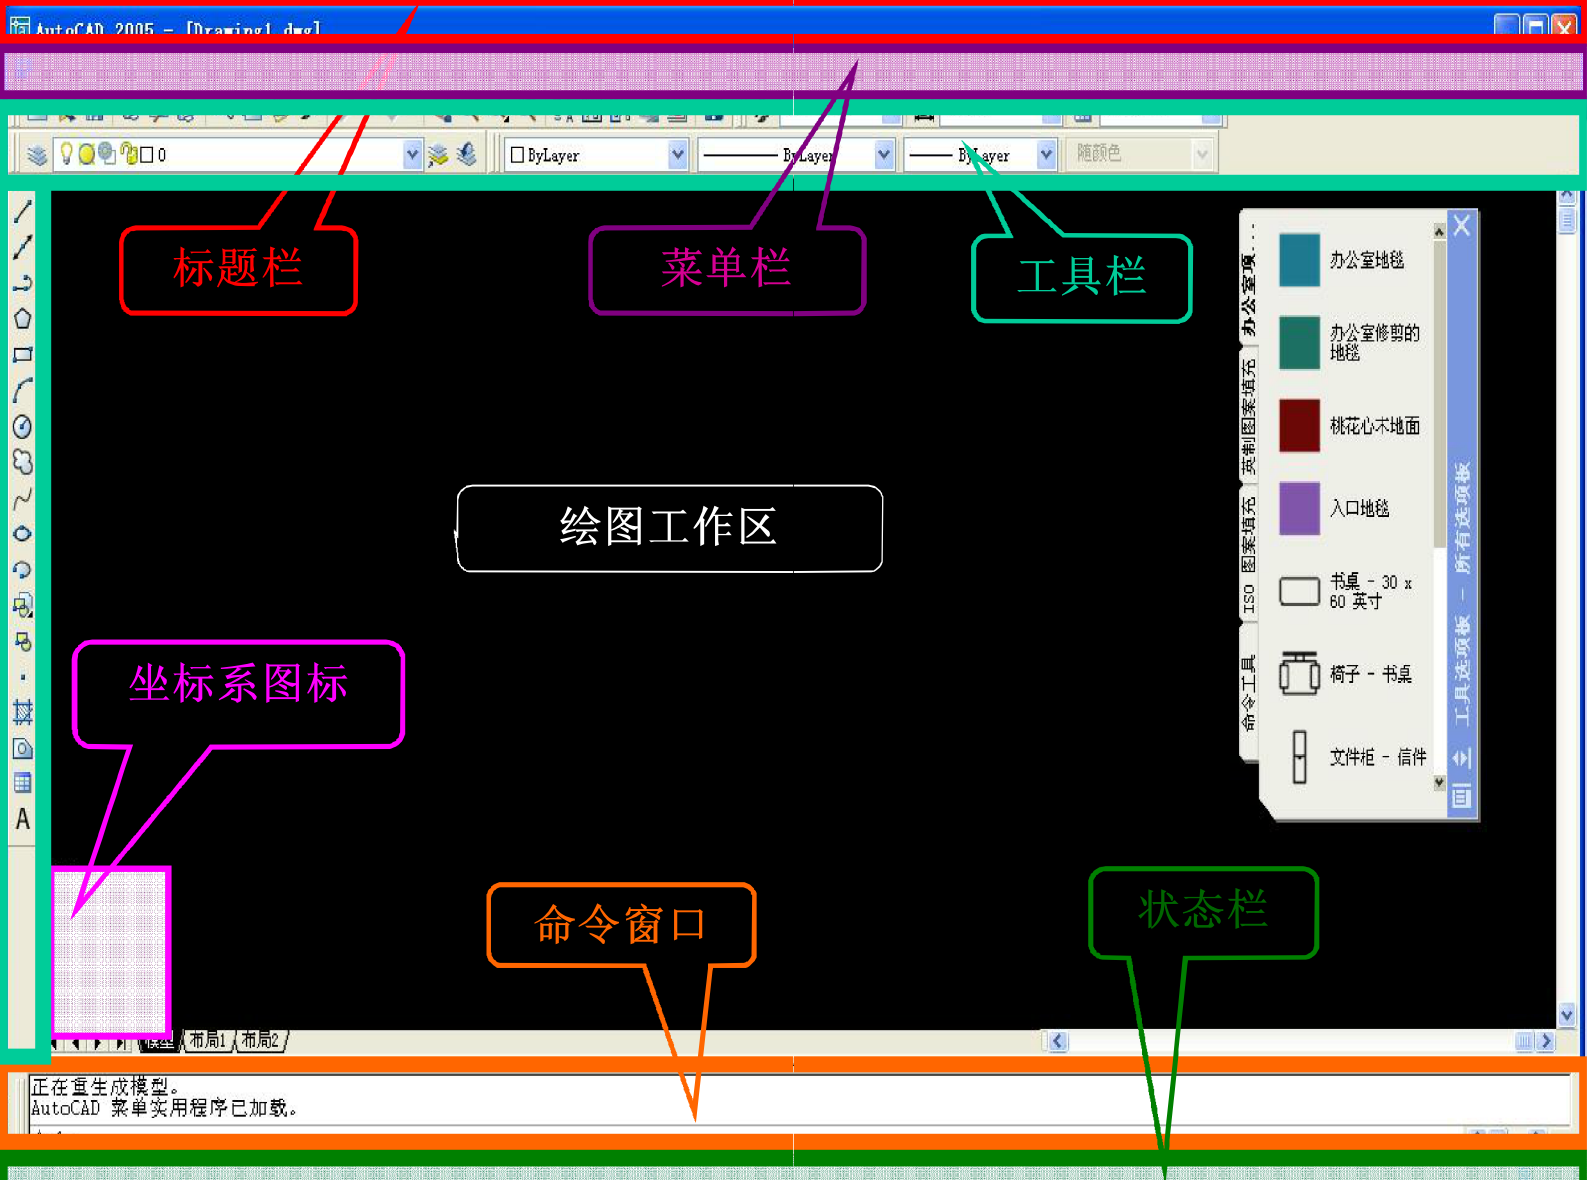 AutoCAD 2005 - [Drawing1.dwg]
0
ByLayer
ByLayer
ByLayer
随颜色
标题栏
菜单栏
工具栏
办公室项...
英制图案填充
ISO 图案填充
命令工具
办公室地毯
办公室修剪的
地毯
桃花心木地面
入口地毯
书桌 - 30 x
60 英寸
椅子 - 书桌
文件柜 - 信件
工具选项板 - 所有选项板
绘图工作区
坐标系图标
命令窗口
状态栏
A
模型
布局1
布局2
正在重生成模型。
AutoCAD 菜单实用程序已加载。